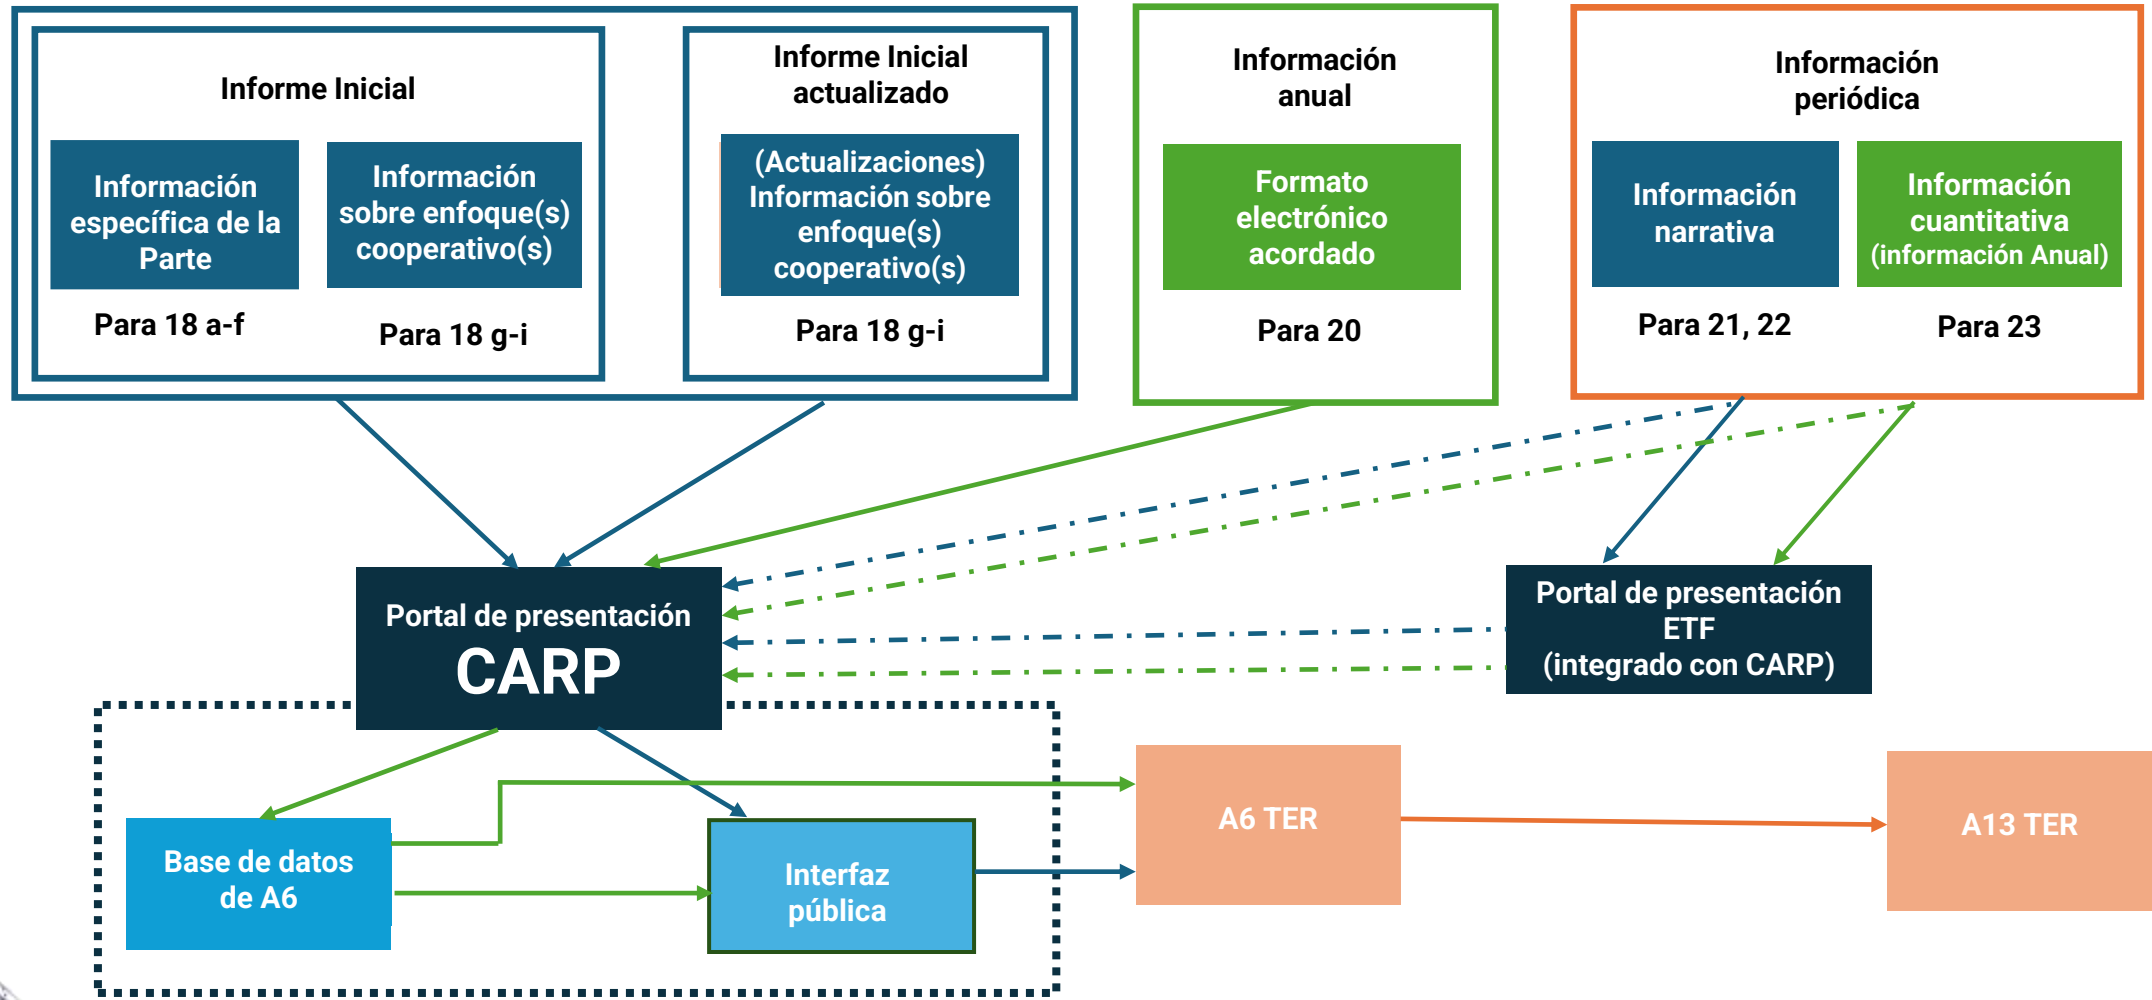 Informe Inicial
Información
específica de la
Parte
Para 18 a-f
Información
sobre enfoque(s)
cooperativo(s)
Para 18 g-i
Informe Inicial
actualizado
(Actualizaciones)
Información sobre
enfoque(s)
cooperativo(s)
Para 18 g-i
Información
anual
Formato
electrónico
acordado
Para 20
Información
periódica
Información
narrativa
Para 21, 22
Información
cuantitativa
(información Anual)
Para 23
Portal de presentación
CARP
Portal de presentación
ETF
(integrado con CARP)
Base de datos
de A6
Interfaz
pública
A6 TER
A13 TER